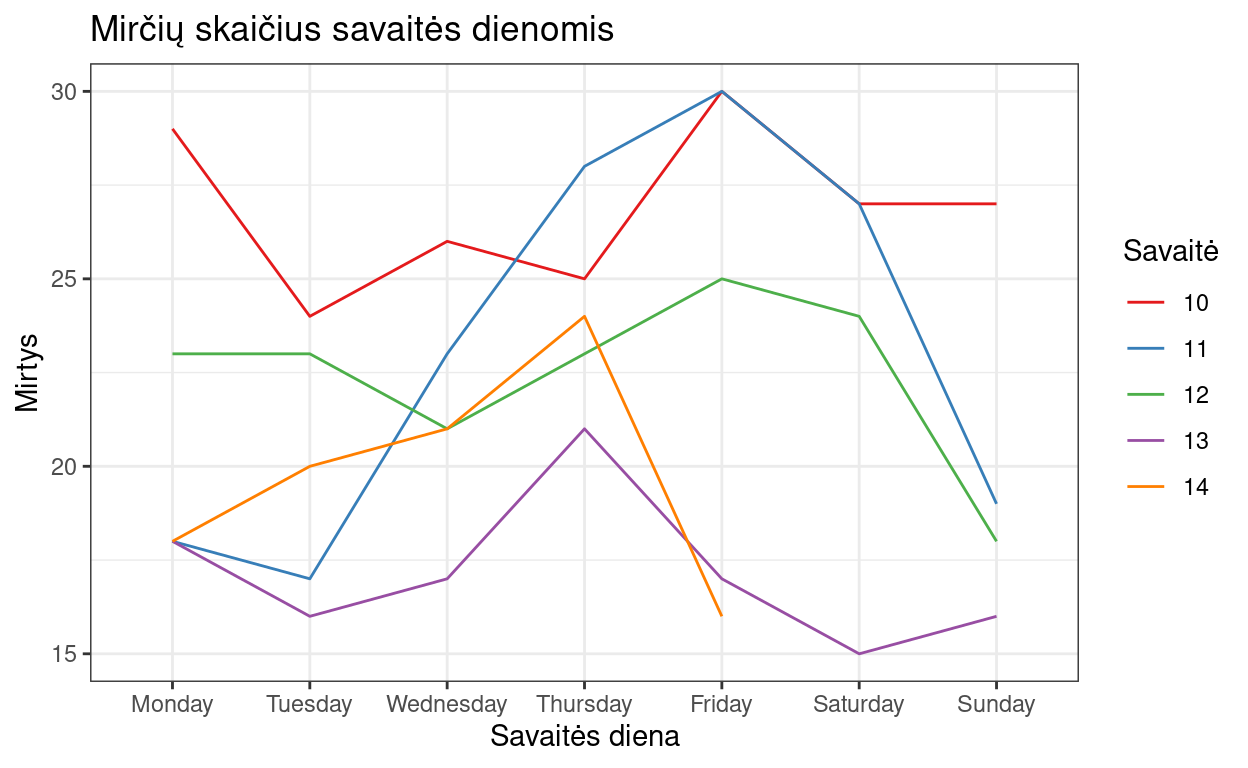 Mirčių skaičius savaitės dienomis
Mirtys
30
25
20
15
Monday Tuesday Wednesday Thursday Friday Saturday Sunday
Savaitės diena
Savaitė
10
11
12
13
14